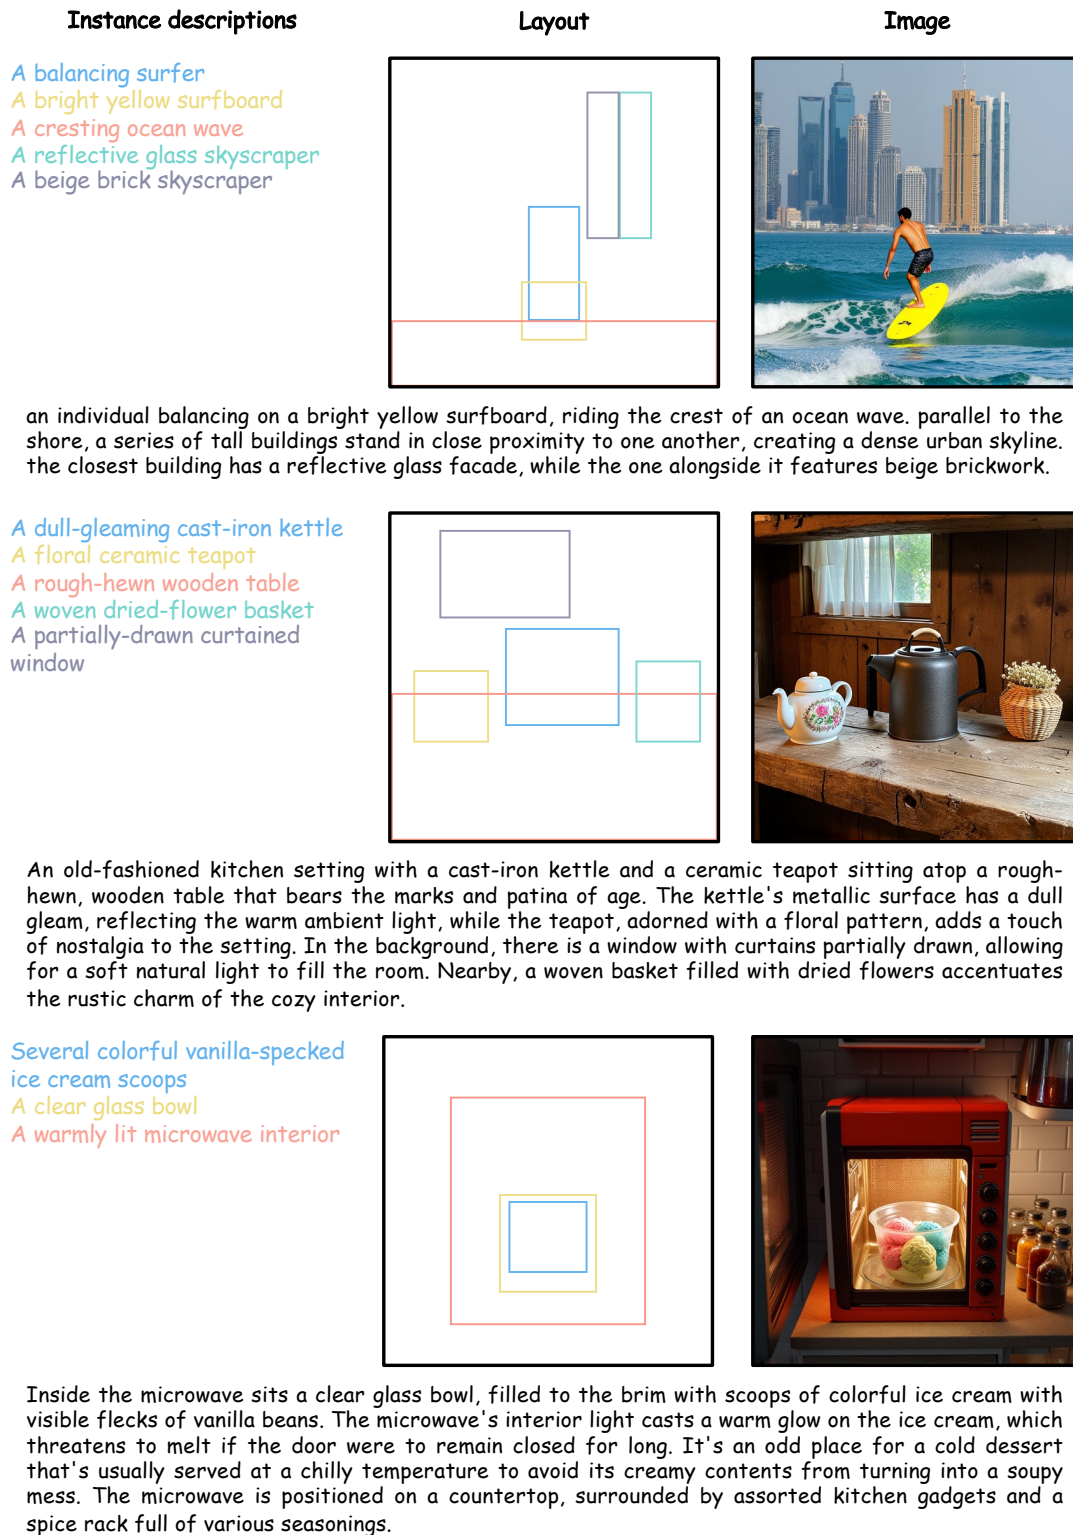 Instance descriptions
Layout
Image
A balancing surfer
A bright yellow surfboard
A cresting ocean wave
A reflective glass skyscraper
A beige brick skyscraper
an individual balancing on a bright yellow surfboard, riding the crest of an ocean wave. parallel to the
shore, a series of tall buildings stand in close proximity to one another, creating a dense urban skyline.
the closest building has a reflective glass facade, while the one alongside it features beige brickwork.
A dull-gleaming cast-iron kettle
A floral ceramic teapot
A rough-hewn wooden table
A woven dried-flower basket
A partially-drawn curtained
window
An old-fashioned kitchen setting with a cast-iron kettle and a ceramic teapot sitting atop a rough-
hewn, wooden table that bears the marks and patina of age. The kettle's metallic surface has a dull
gleam, reflecting the warm ambient light, while the teapot, adorned with a floral pattern, adds a touch
of nostalgia to the setting. In the background, there is a window with curtains partially drawn, allowing
for a soft natural light to fill the room. Nearby, a woven basket filled with dried flowers accentuates
the rustic charm of the cozy interior.
Several colorful vanilla-specked
ice cream scoops
A clear glass bowl
A warmly lit microwave interior
Inside the microwave sits a clear glass bowl, filled to the brim with scoops of colorful ice cream with
visible flecks of vanilla beans. The microwave's interior light casts a warm glow on the ice cream, which
threatens to melt if the door were to remain closed for long. It's an odd place for a cold dessert
that's usually served at a chilly temperature to avoid its creamy contents from turning into a soupy
mess. The microwave is positioned on a countertop, surrounded by assorted kitchen gadgets and a
spice rack full of various seasonings.